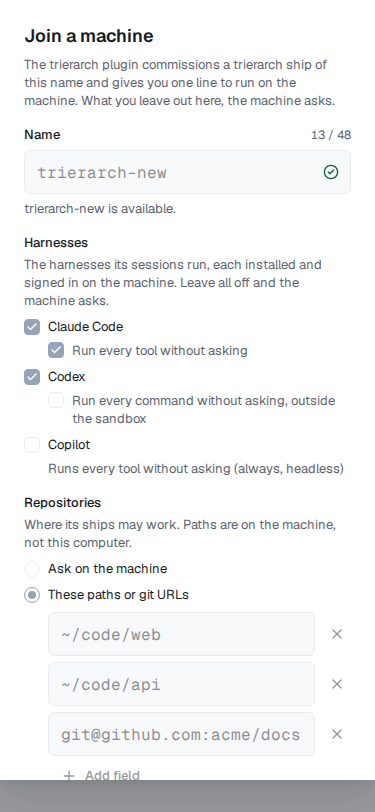 Join a machine
The trierarch plugin commissions a trierarch ship of
this name and gives you one line to run on the
machine. What you leave out here, the machine asks.
Name 13 / 48
trierarch-new
trierarch-new is available.
Harnesses
The harnesses its sessions run, each installed and
signed in on the machine. Leave all off and the
machine asks.
Claude Code
Run every tool without asking
Codex
Run every command without asking, outside
the sandbox
Copilot
Runs every tool without asking (always, headless)
Repositories
Where its ships may work. Paths are on the machine,
not this computer.
Ask on the machine
These paths or git URLs
~/code/web
~/code/api
git@github.com:acme/docs
Add field